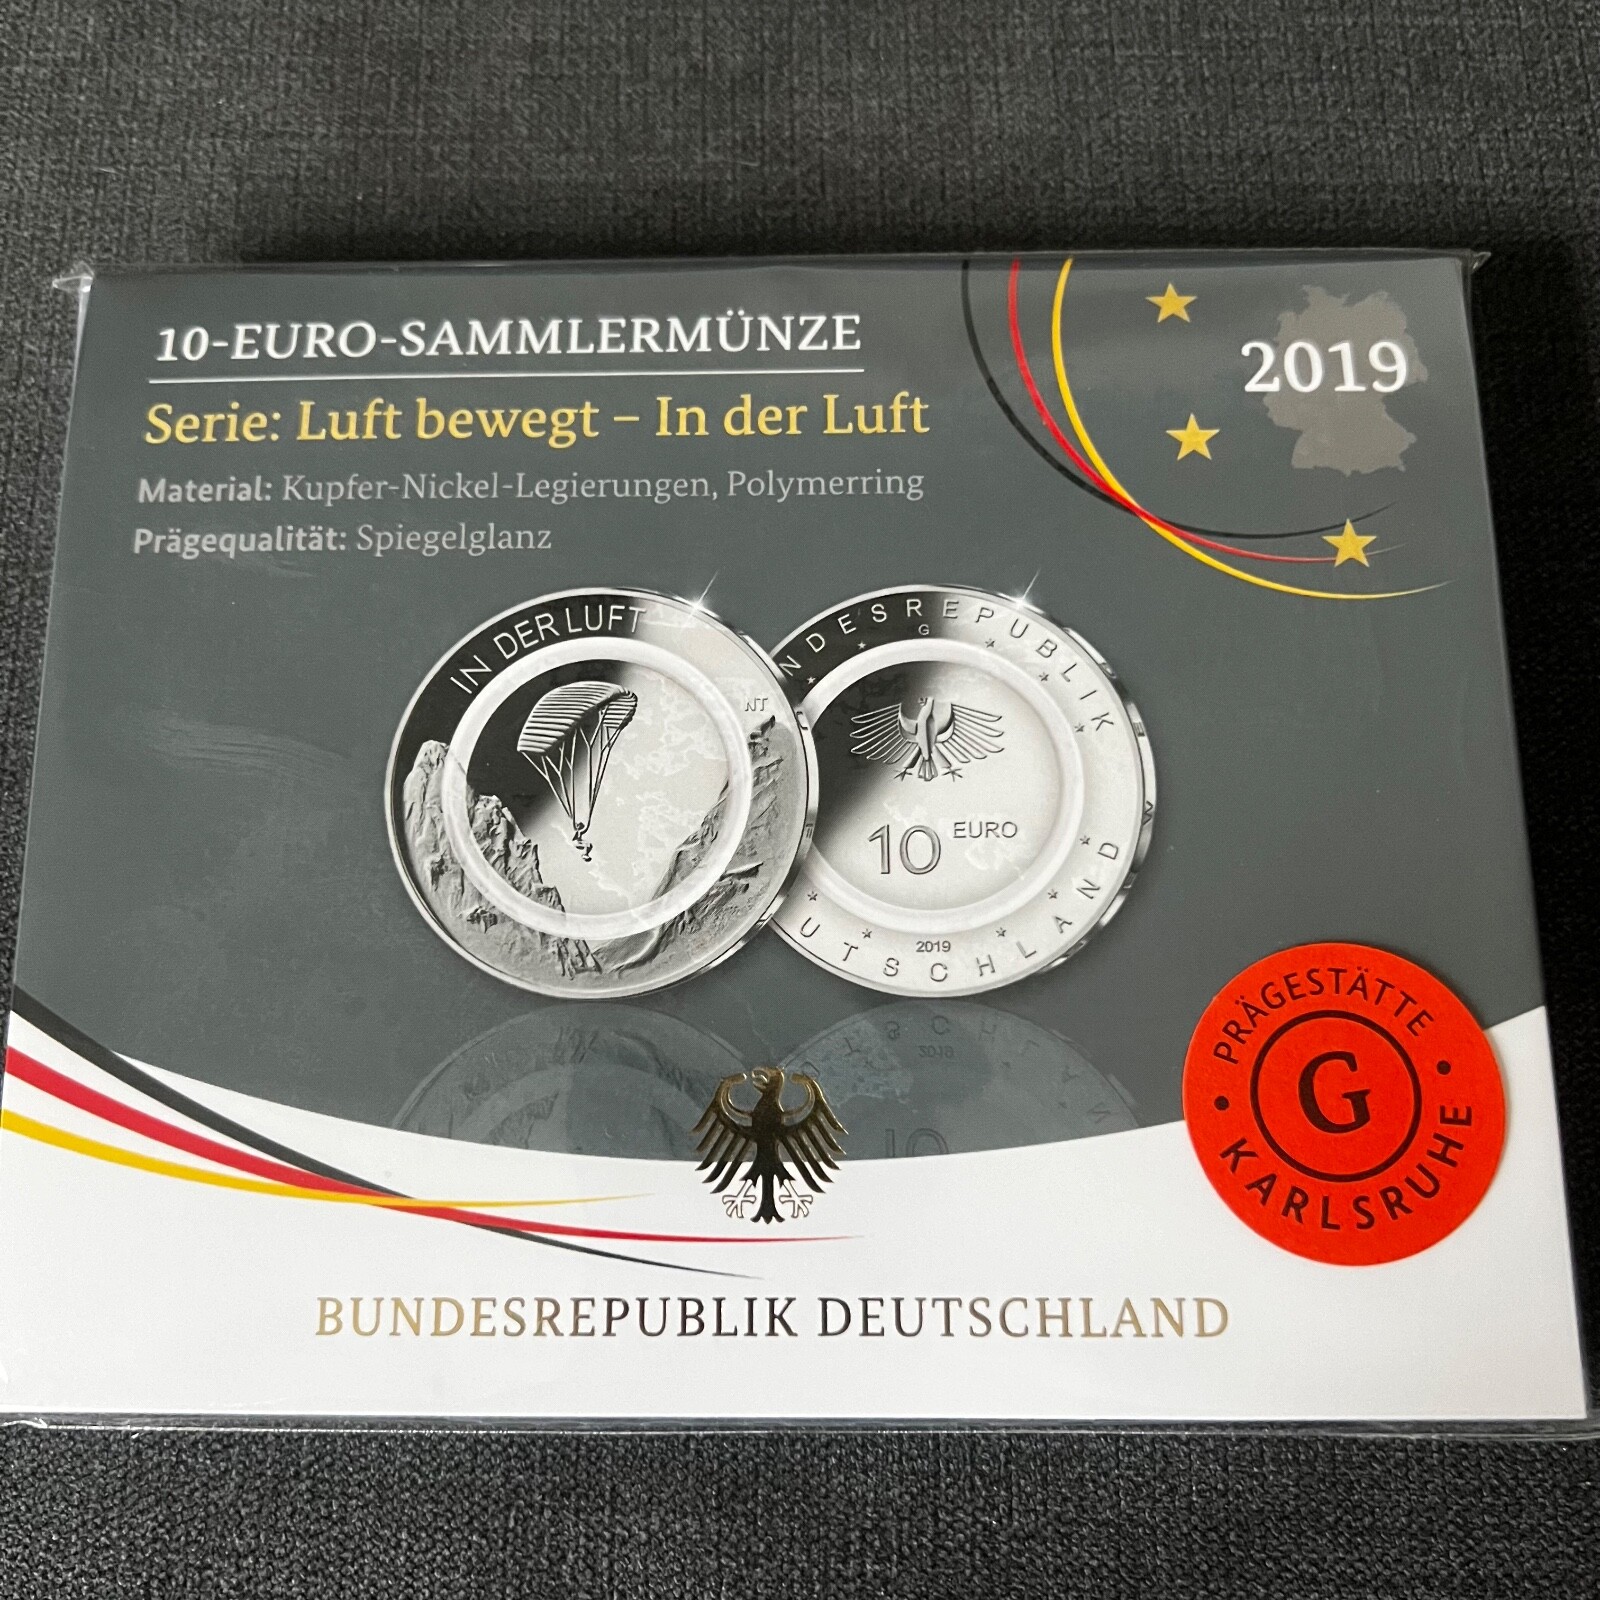 10-EURO-SAMMLERMÜNZE
Serie: Luft bewegt – In der Luft
Material: Kupfer-Nickel-Legierungen, Polymerring
Prägequalität: Spiegelglanz
2019
IN DER LUFT
NT
NDESREPUBLIK
G
10 EURO
2019
UTSCHLAND
PRÄGESTÄTTE
G
KARLSRUHE
BUNDESREPUBLIK DEUTSCHLAND